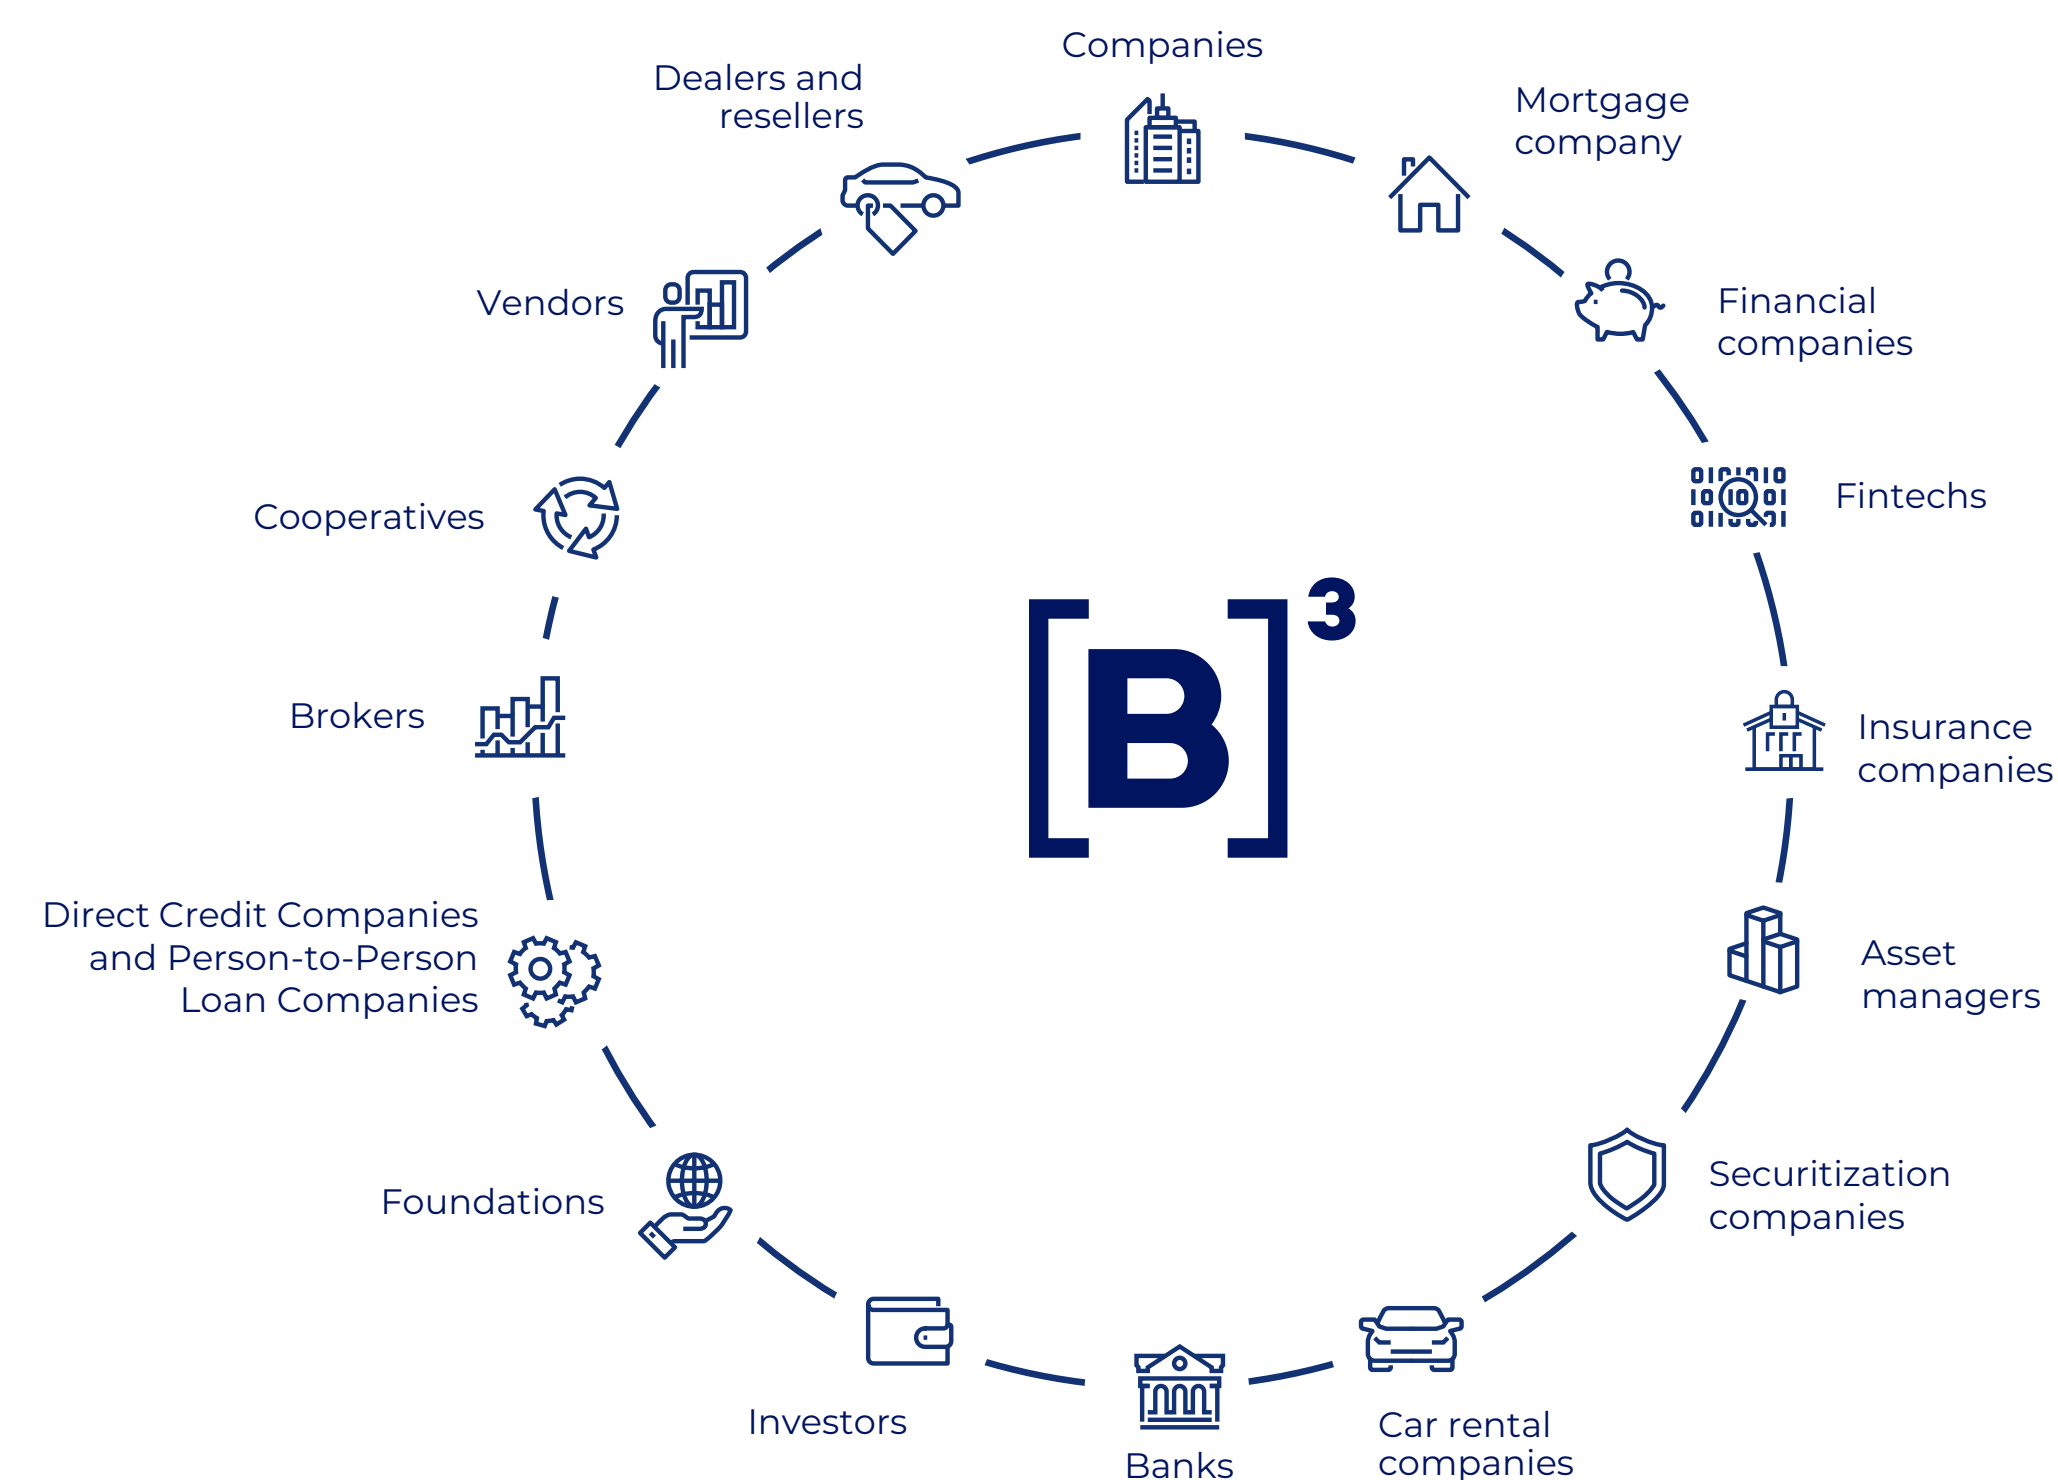 Companies
Dealers and
resellers
Mortgage
company
Vendors
Financial
companies
Cooperatives
Fintechs
[B]³
Brokers
Insurance
companies
Direct Credit Companies
and Person-to-Person
Loan Companies
Asset
managers
Foundations
Securitization
companies
Investors
Banks
Car rental
companies